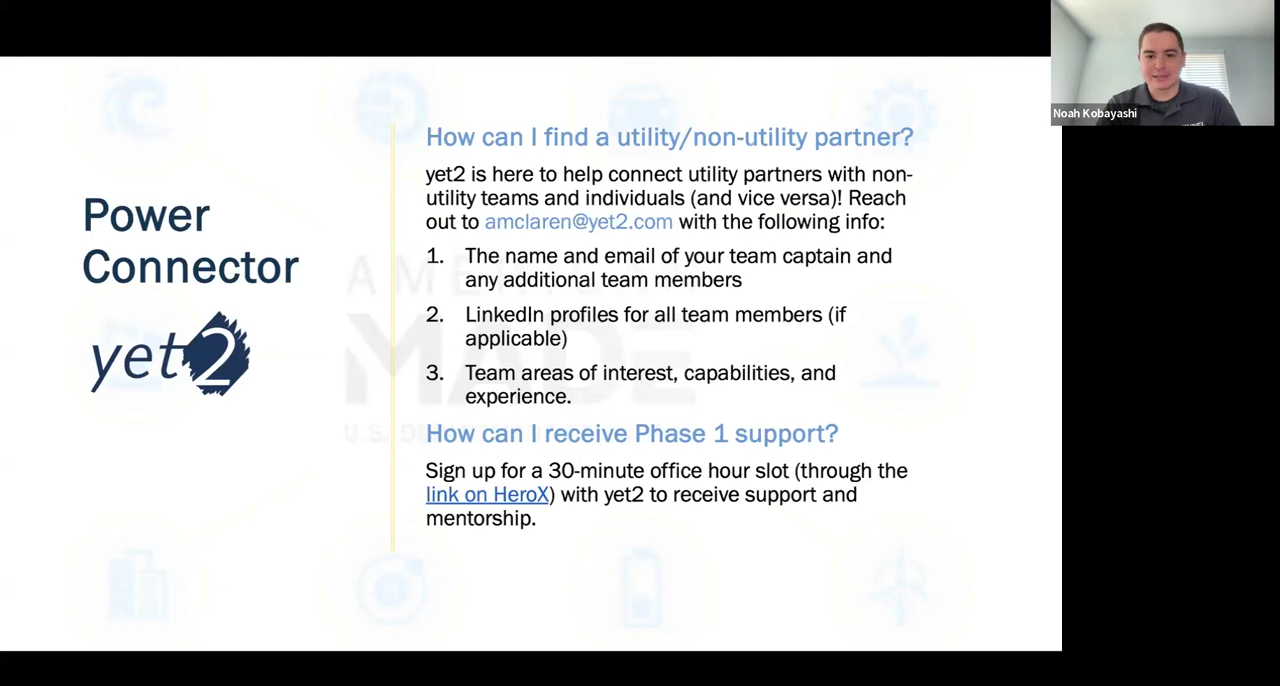 Noah Kobayashi
Power
Connector
yet2
How can I find a utility/non-utility partner?
yet2 is here to help connect utility partners with non-
utility teams and individuals (and vice versa)! Reach
out to amclaren@yet2.com with the following info:
1. The name and email of your team captain and
any additional team members
2. LinkedIn profiles for all team members (if
applicable)
3. Team areas of interest, capabilities, and
experience.
How can I receive Phase 1 support?
Sign up for a 30-minute office hour slot (through the
link on HeroX) with yet2 to receive support and
mentorship.
MADE